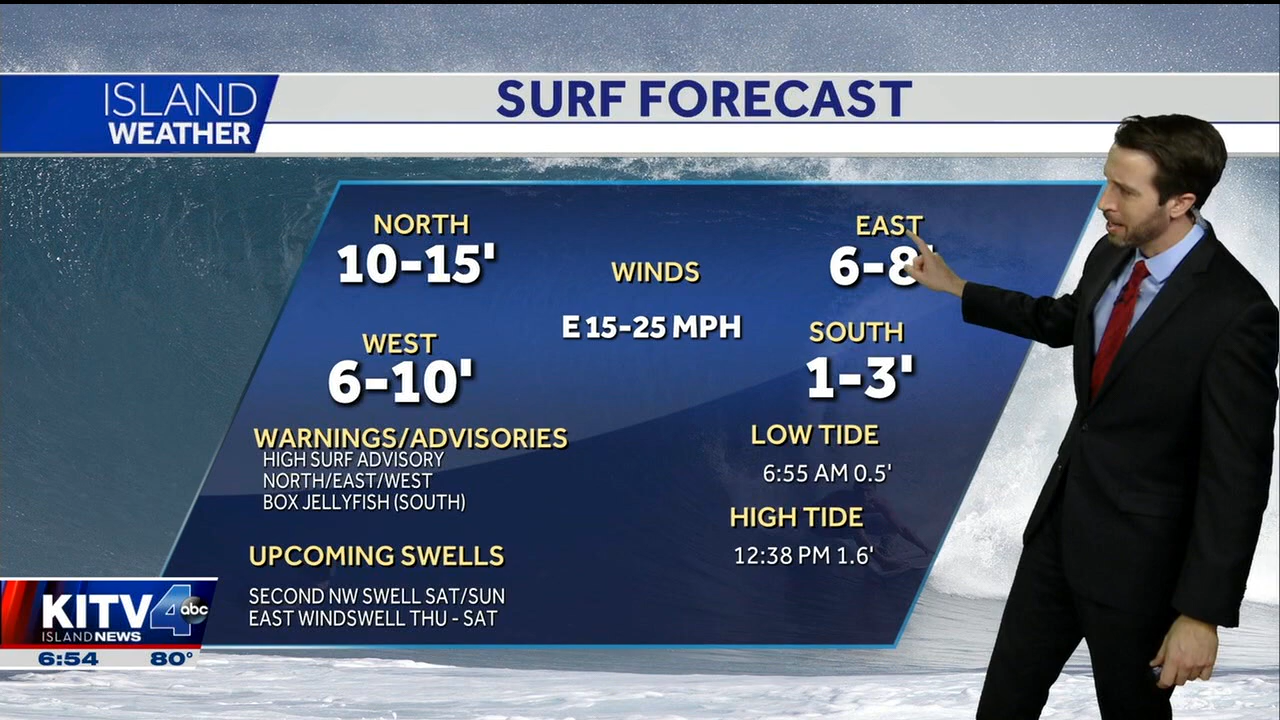 ISLAND
WEATHER
SURF FORECAST
NORTH
10-15'
WEST
6-10'
WINDS
E 15-25 MPH
EAST
6-8'
SOUTH
1-3'
WARNINGS/ADVISORIES
HIGH SURF ADVISORY
NORTH/EAST/WEST
BOX JELLYFISH (SOUTH)
UPCOMING SWELLS
SECOND NW SWELL SAT/SUN
EAST WINDSWELL THU - SAT
LOW TIDE
6:55 AM 0.5'
HIGH TIDE
12:38 PM 1.6'
KITV4 abc
ISLAND NEWS
6:54 80°